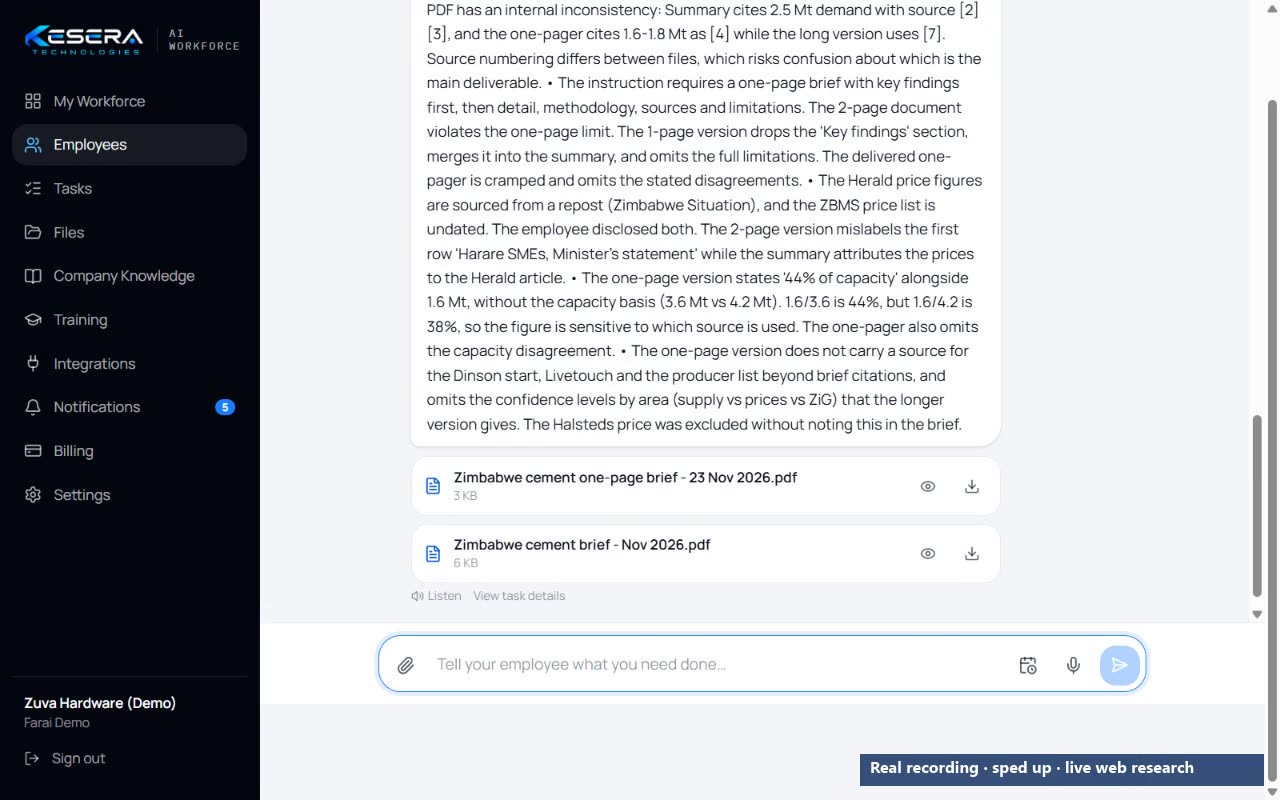 KESERA
TECHNOLOGIES
AI
WORKFORCE
My Workforce
Employees
Tasks
Files
Company Knowledge
Training
Integrations
Notifications
5
Billing
Settings
Zuva Hardware (Demo)
Farai Demo
Sign out
PDF has an internal inconsistency: Summary cites 2.5 Mt demand with source [2]
[3], and the one-pager cites 1.6-1.8 Mt as [4] while the long version uses [7].
Source numbering differs between files, which risks confusion about which is the
main deliverable. • The instruction requires a one-page brief with key findings
first, then detail, methodology, sources and limitations. The 2-page document
violates the one-page limit. The 1-page version drops the 'Key findings' section,
merges it into the summary, and omits the full limitations. The delivered one-
pager is cramped and omits the stated disagreements. • The Herald price figures
are sourced from a repost (Zimbabwe Situation), and the ZBMS price list is
undated. The employee disclosed both. The 2-page version mislabels the first
row 'Harare SMEs, Minister's statement' while the summary attributes the prices
to the Herald article. • The one-page version states '44% of capacity' alongside
1.6 Mt, without the capacity basis (3.6 Mt vs 4.2 Mt). 1.6/3.6 is 44%, but 1.6/4.2 is
38%, so the figure is sensitive to which source is used. The one-pager also omits
the capacity disagreement. • The one-page version does not carry a source for
the Dinson start, Livetouch and the producer list beyond brief citations, and
omits the confidence levels by area (supply vs prices vs ZiG) that the longer
version gives. The Halsteds price was excluded without noting this in the brief.
Zimbabwe cement one-page brief - 23 Nov 2026.pdf
3 KB
Zimbabwe cement brief - Nov 2026.pdf
6 KB
Listen View task details
Tell your employee what you need done...
Real recording · sped up · live web research